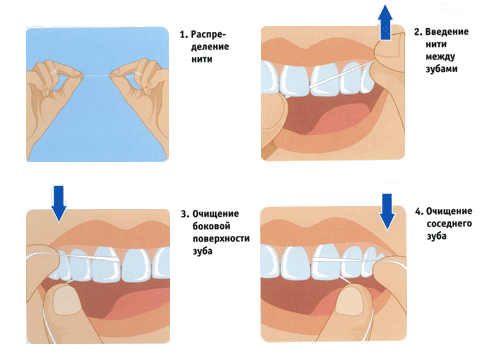 1. Распре-
деление
нити
2. Введение
нити
между
зубами
3. Очищение
боковой
поверхности
зуба
4. Очищение
соседнего
зуба